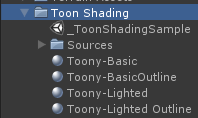 Toon Shading
_ToonShadingSample
Sources
Toony-Basic
Toony-BasicOutline
Toony-Lighted
Toony-Lighted Outline